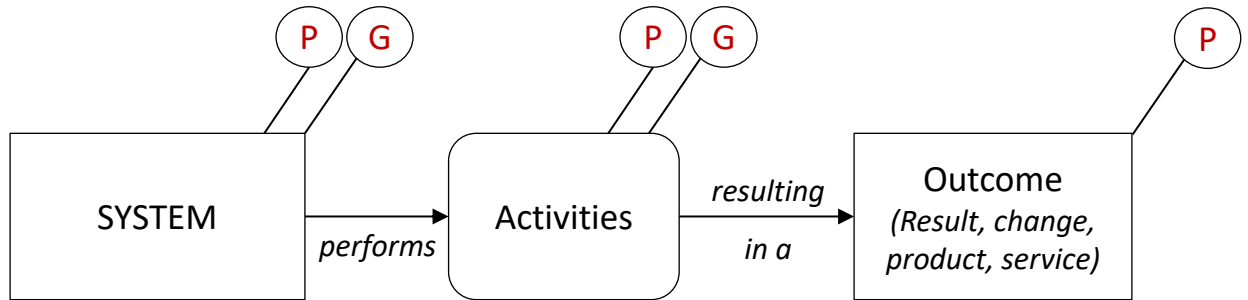 P G
P G
P
SYSTEM
performs
Activities
resulting
in a
Outcome
(Result, change,
product, service)